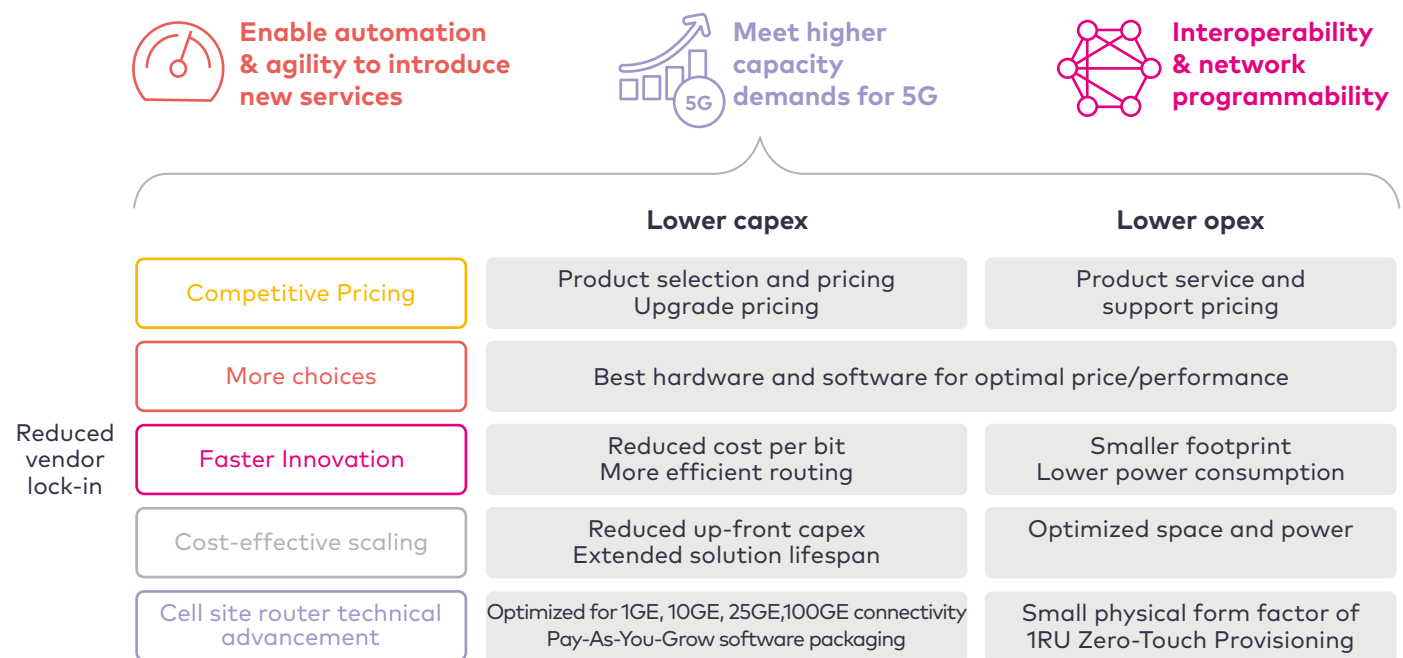 Enable automation
& agility to introduce
new services
5G
Meet higher
capacity
demands for 5G
Interoperability
& network
programmability
Lower capex
Lower opex
Competitive Pricing
Product selection and pricing
Upgrade pricing
Product service and
support pricing
More choices
Best hardware and software for optimal price/performance
Reduced
vendor
lock-in
Faster Innovation
Reduced cost per bit
More efficient routing
Smaller footprint
Lower power consumption
Cost-effective scaling
Reduced up-front capex
Extended solution lifespan
Optimized space and power
Cell site router technical
advancement
Optimized for 1GE, 10GE, 25GE,100GE connectivity
Pay-As-You-Grow software packaging
Small physical form factor of
1RU Zero-Touch Provisioning